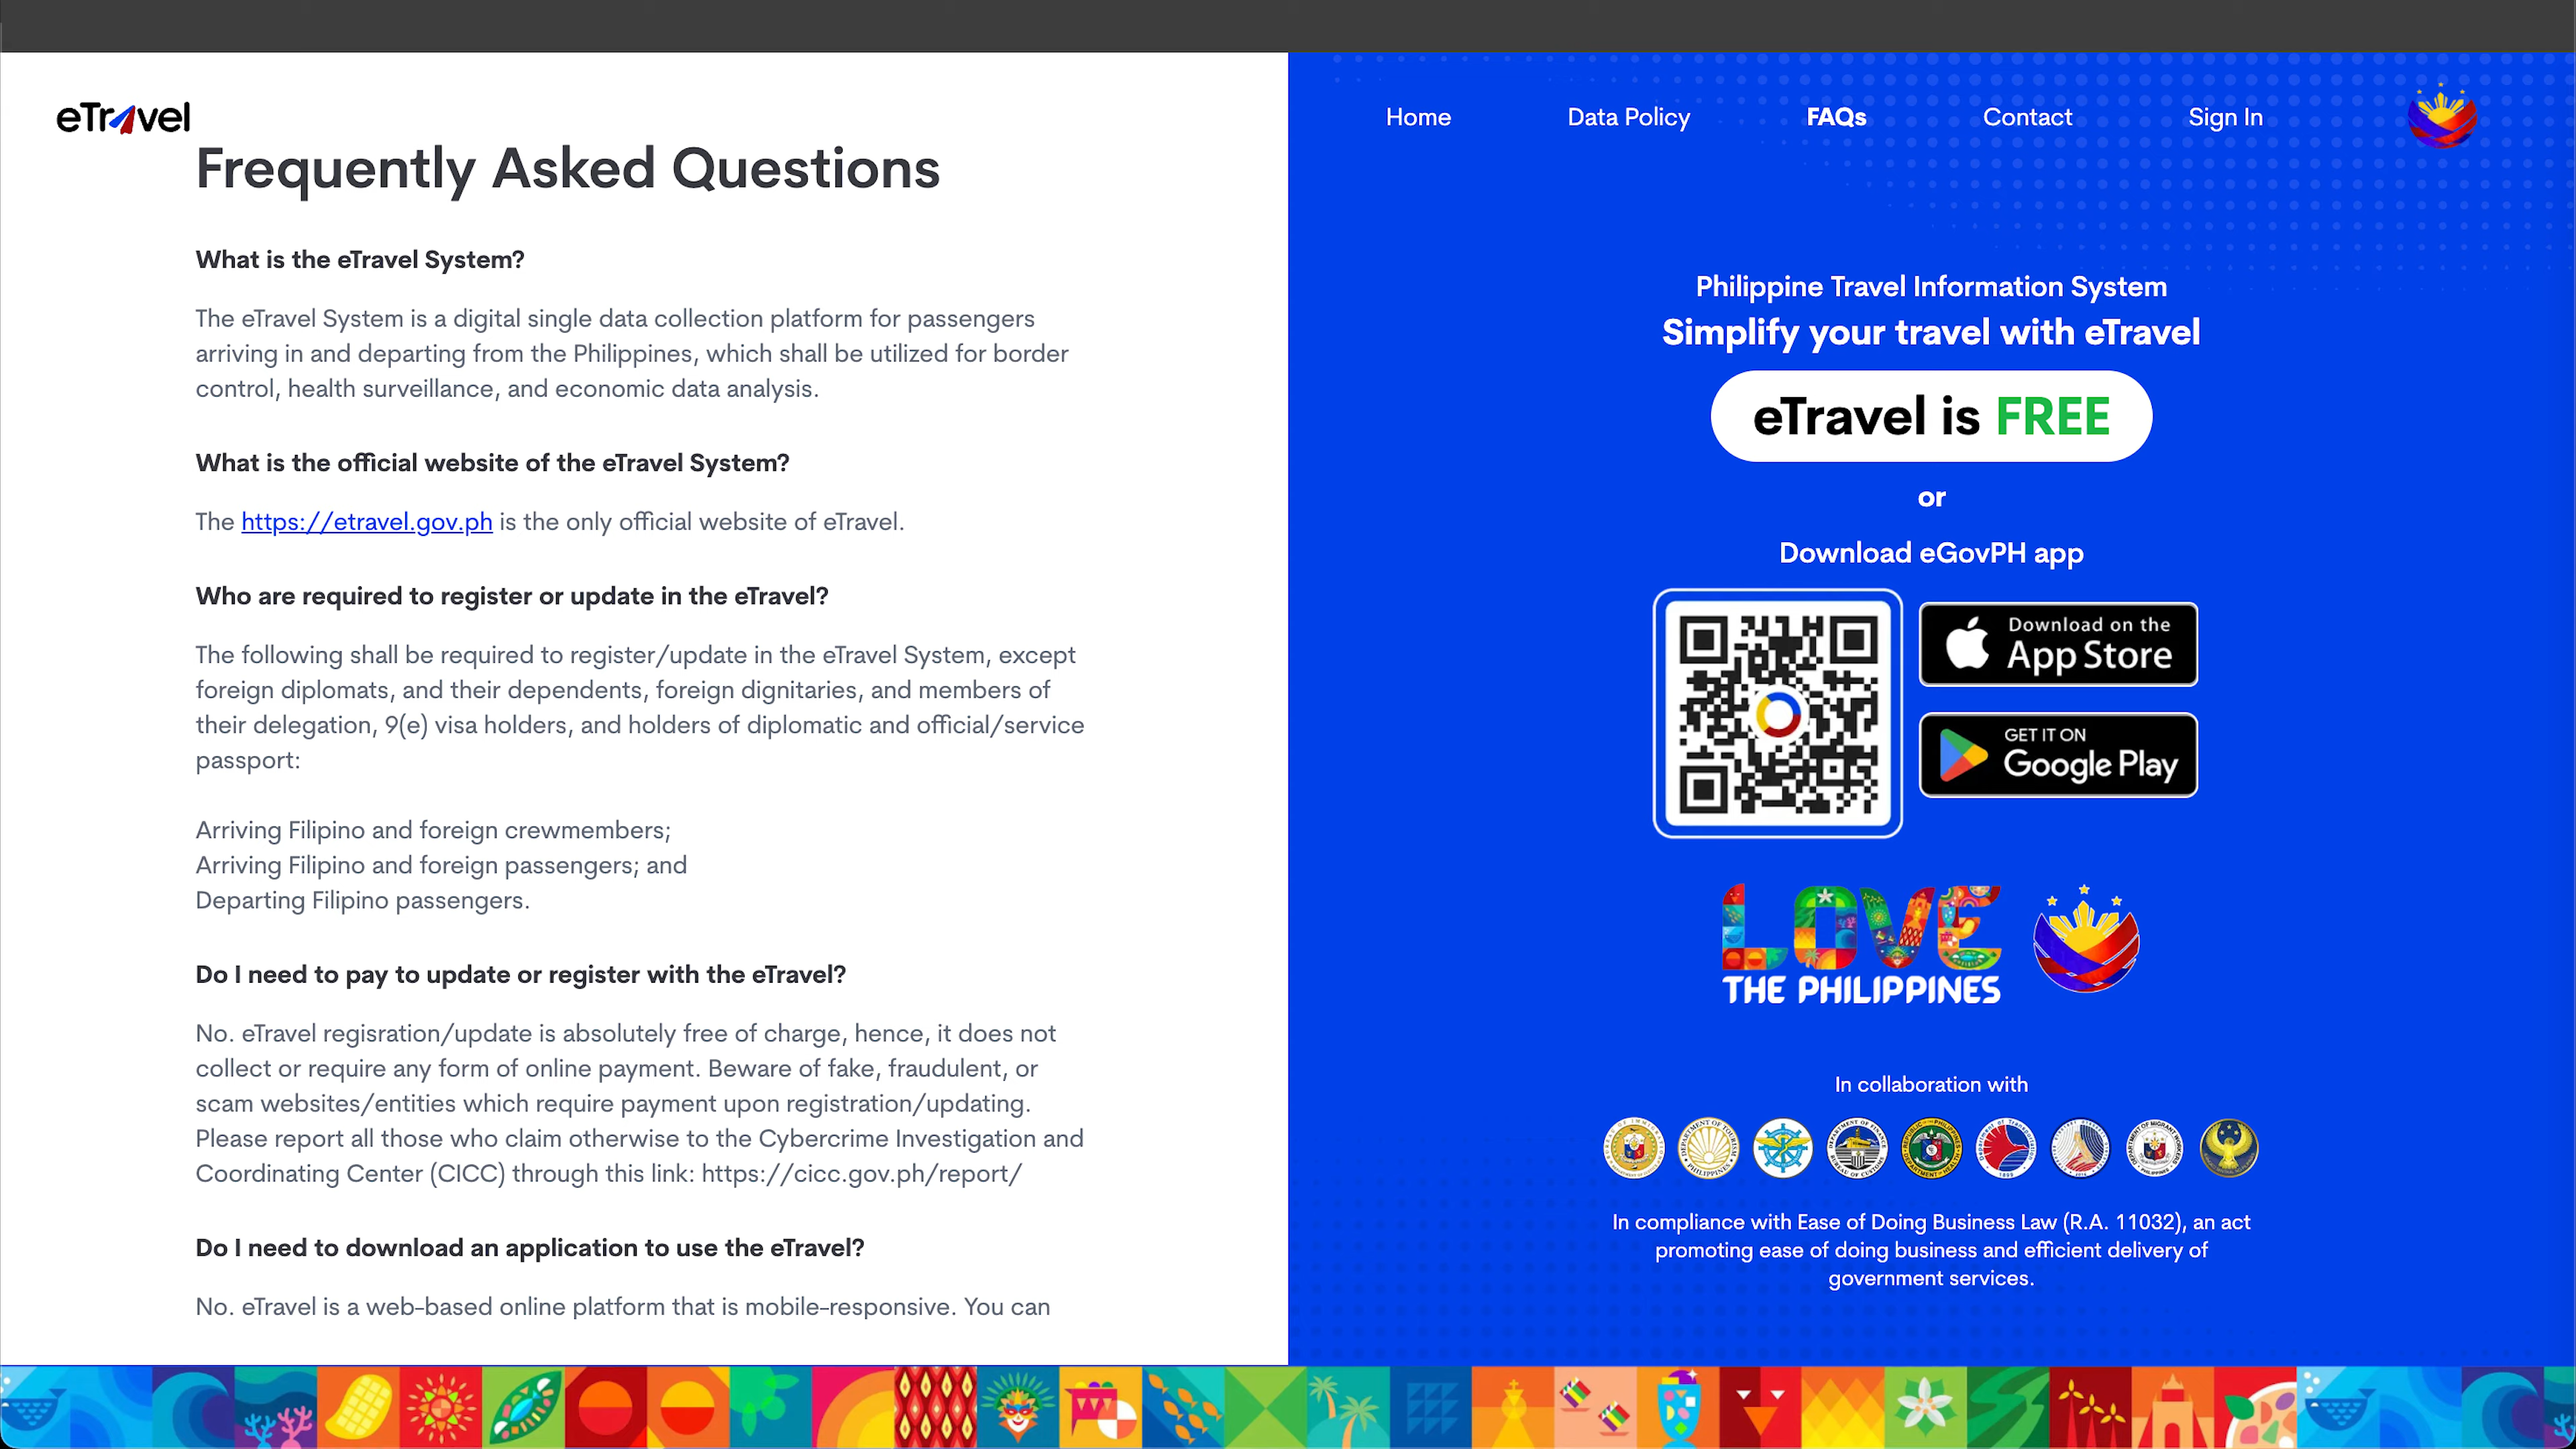 eTravel
Home
Data Policy
FAQs
Contact
Sign In
Frequently Asked Questions
What is the eTravel System?
The eTravel System is a digital single data collection platform for passengers
arriving in and departing from the Philippines, which shall be utilized for border
control, health surveillance, and economic data analysis.
What is the official website of the eTravel System?
The https://etravel.gov.ph is the only official website of eTravel.
Who are required to register or update in the eTravel?
The following shall be required to register/update in the eTravel System, except
foreign diplomats, and their dependents, foreign dignitaries, and members of
their delegation, 9(e) visa holders, and holders of diplomatic and official/service
passport:
Arriving Filipino and foreign crewmembers;
Arriving Filipino and foreign passengers; and
Departing Filipino passengers.
Do I need to pay to update or register with the eTravel?
No. eTravel regisration/update is absolutely free of charge, hence, it does not
collect or require any form of online payment. Beware of fake, fraudulent, or
scam websites/entities which require payment upon registration/updating.
Please report all those who claim otherwise to the Cybercrime Investigation and
Coordinating Center (CICC) through this link: https://cicc.gov.ph/report/
Do I need to download an application to use the eTravel?
No. eTravel is a web-based online platform that is mobile-responsive. You can
Philippine Travel Information System
Simplify your travel with eTravel
eTravel is FREE
or
Download eGovPH app
Download on the
App Store
GET IT ON
Google Play
LOVE
THE PHILIPPINES
In collaboration with
DEPARTMENT OF TOURISM
PHILIPPINES
DEPARTMENT OF FINANCE
BUREAU OF CUSTOMS
In compliance with Ease of Doing Business Law (R.A. 11032), an act
promoting ease of doing business and efficient delivery of
government services.